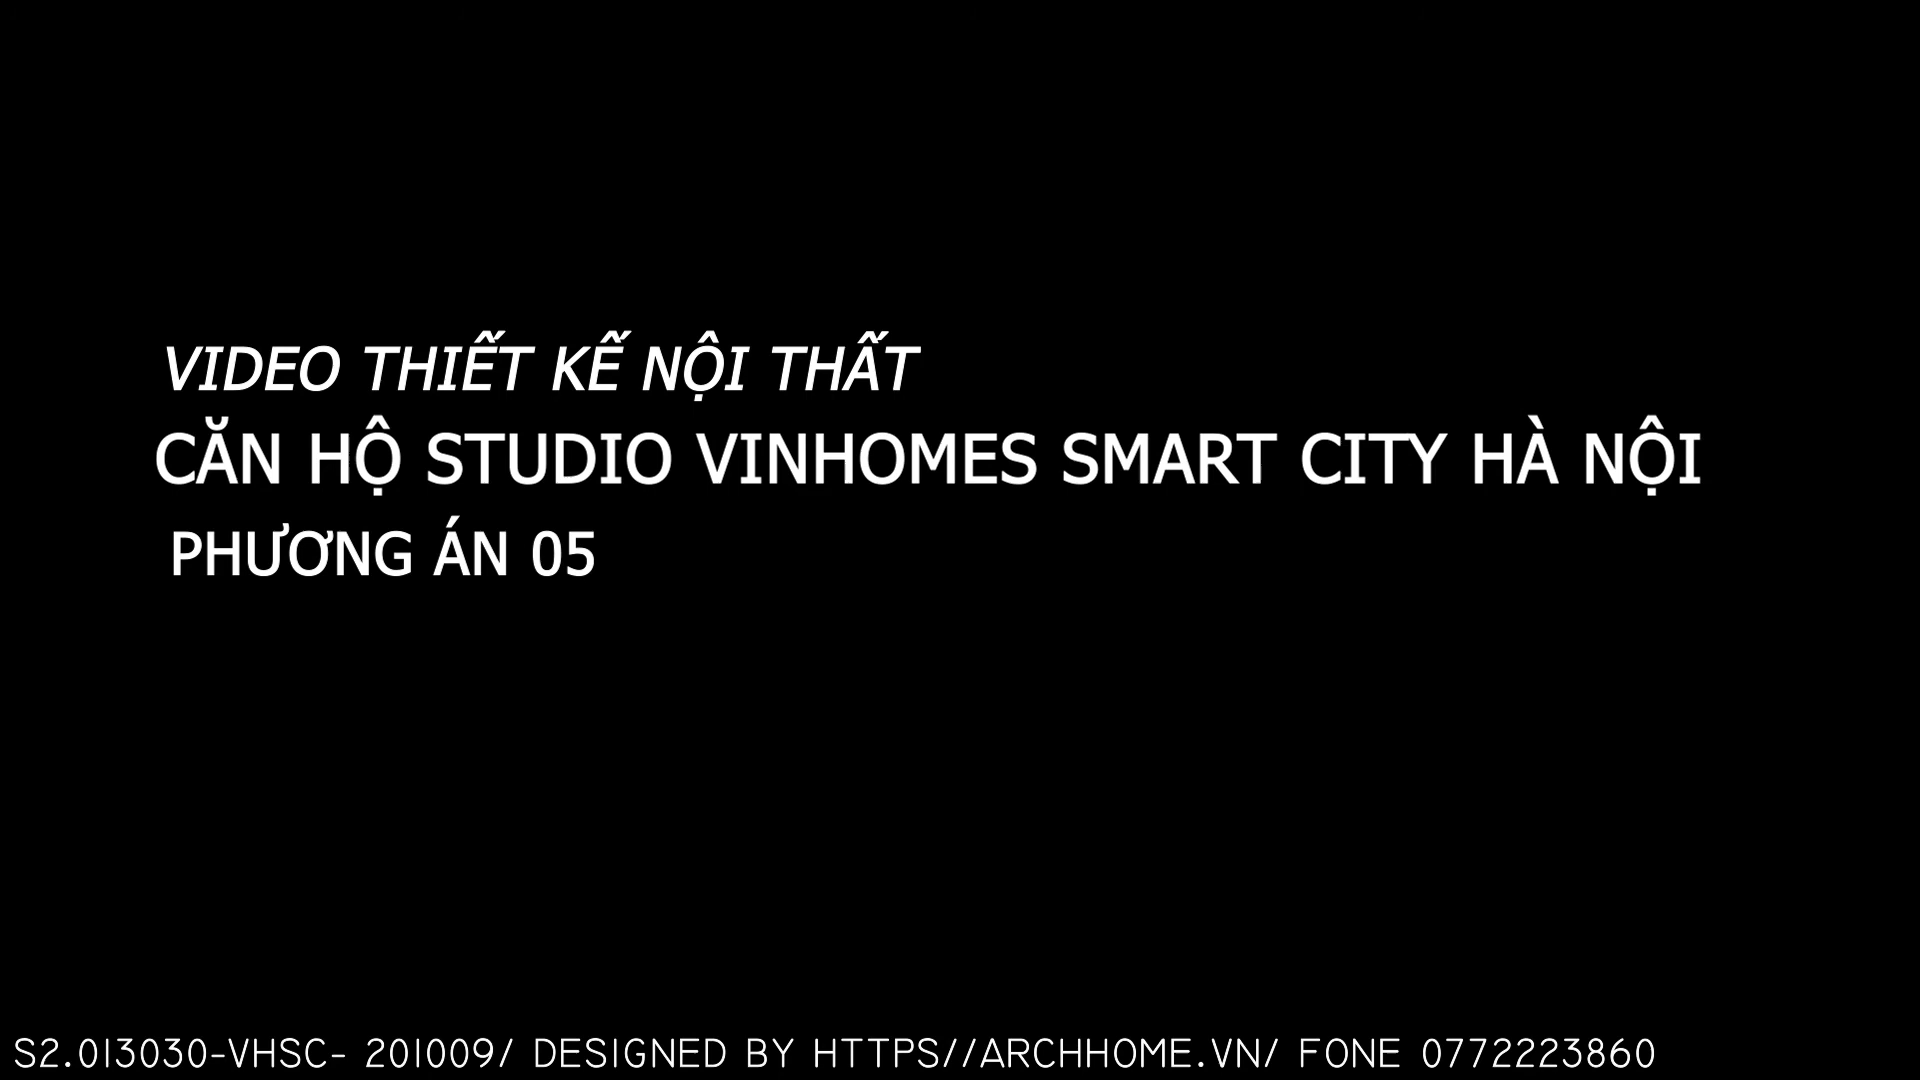 VIDEO THIẾT KẾ NỘI THẤT
CĂN HỘ STUDIO VINHOMES SMART CITY HÀ NỘI
PHƯƠNG ÁN 05
S2.013030-VHSC- 201009/ DESIGNED BY HTTPS//ARCHHOME.VN/ FONE 0772223860